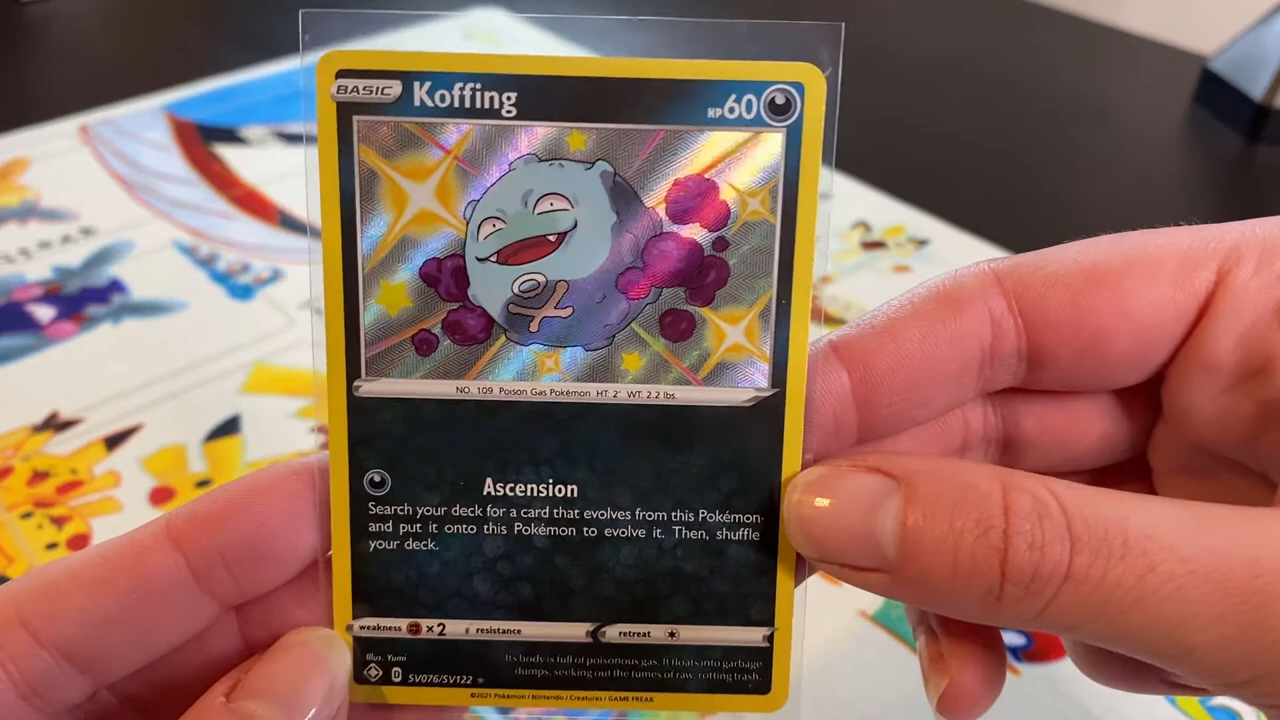 BASIC Koffing HP 60
NO. 109 Poison Gas Pokémon HT: 2' WT: 2.2 lbs.
Ascension
Search your deck for a card that evolves from this Pokémon
and put it onto this Pokémon to evolve it. Then, shuffle
your deck.
weakness ×2 resistance retreat
Illus. Yumi
Its body is full of poisonous gas. It floats into garbage
dumps, seeking out the fumes of raw, rotting trash.
D SV076/SV122
©2021 Pokémon / Nintendo / Creatures / GAME FREAK